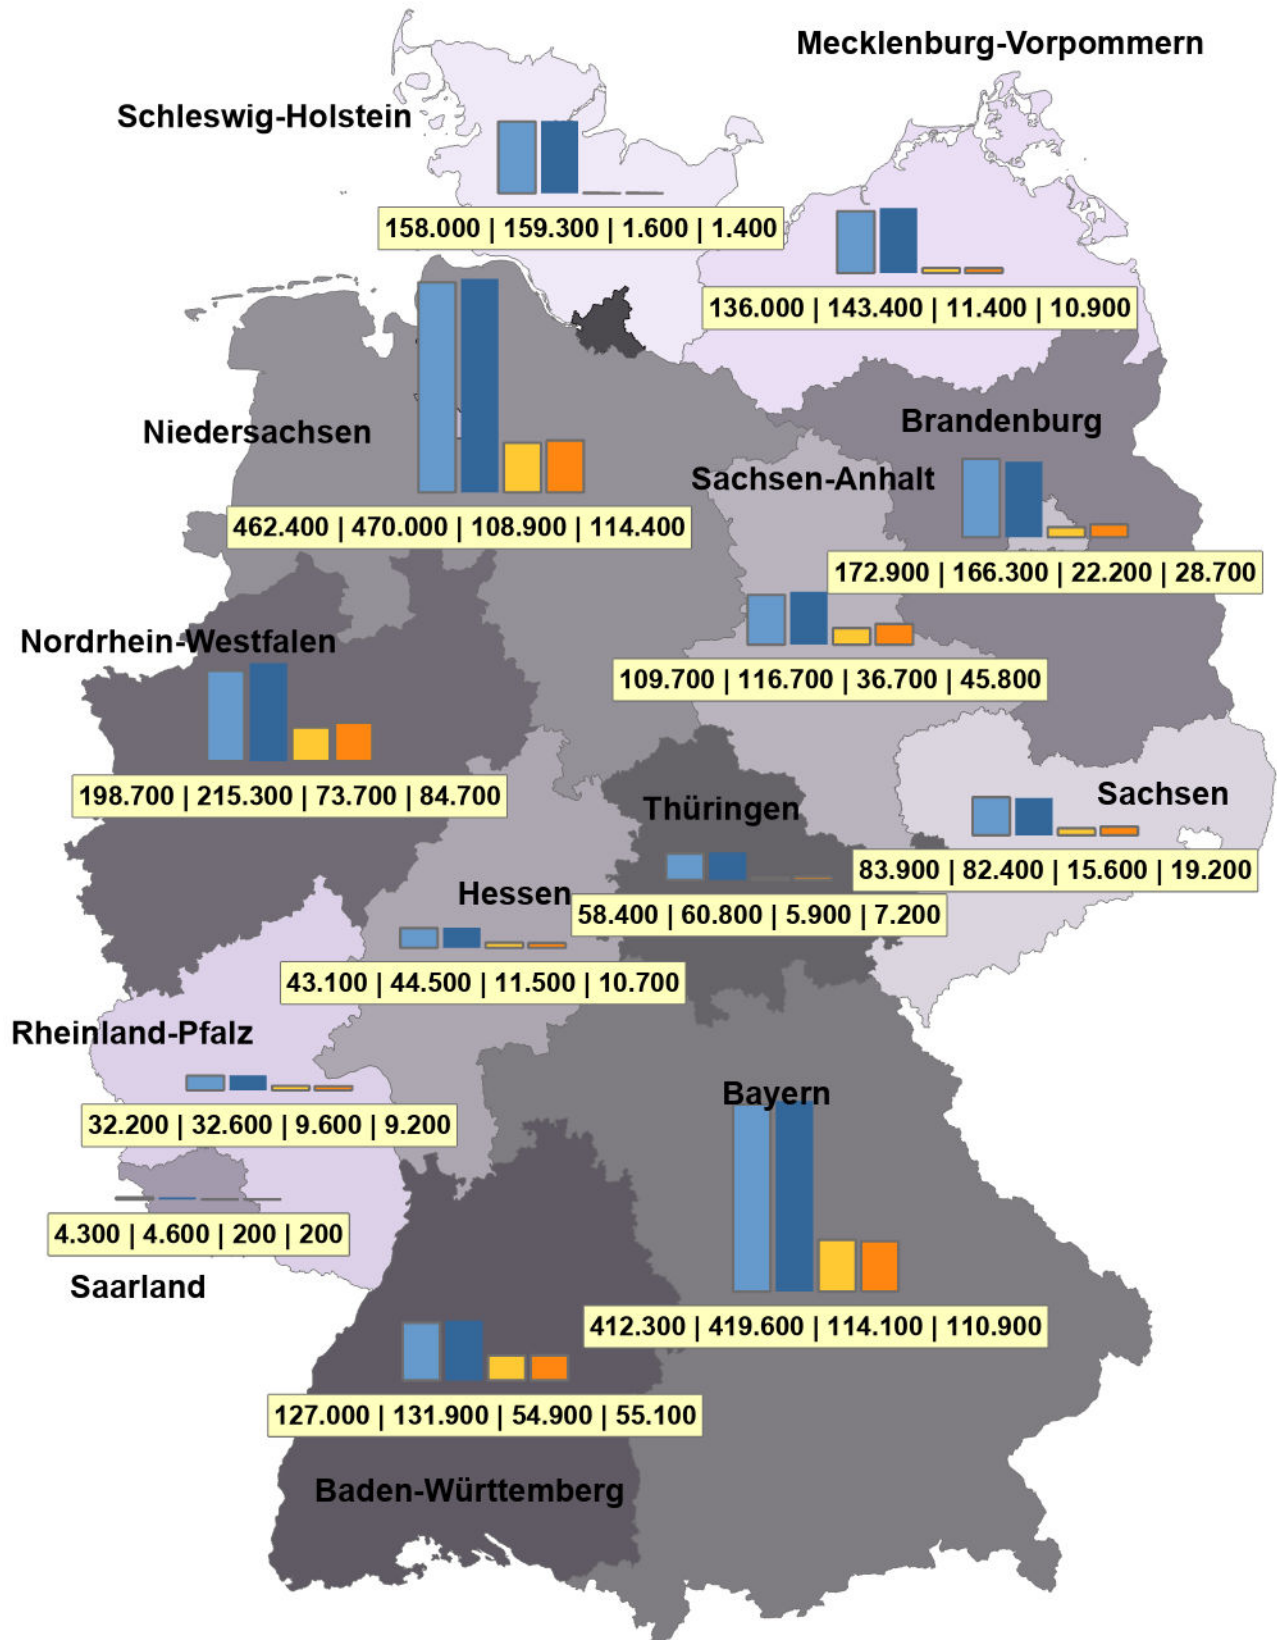 Mecklenburg-Vorpommern
Schleswig-Holstein
158.000 | 159.300 | 1.600 | 1.400
136.000 | 143.400 | 11.400 | 10.900
Niedersachsen
Brandenburg
Sachsen-Anhalt
462.400 | 470.000 | 108.900 | 114.400
172.900 | 166.300 | 22.200 | 28.700
Nordrhein-Westfalen
109.700 | 116.700 | 36.700 | 45.800
198.700 | 215.300 | 73.700 | 84.700
Sachsen
Thüringen
83.900 | 82.400 | 15.600 | 19.200
Hessen
58.400 | 60.800 | 5.900 | 7.200
43.100 | 44.500 | 11.500 | 10.700
Rheinland-Pfalz
Bayern
32.200 | 32.600 | 9.600 | 9.200
4.300 | 4.600 | 200 | 200
Saarland
412.300 | 419.600 | 114.100 | 110.900
127.000 | 131.900 | 54.900 | 55.100
Baden-Württemberg